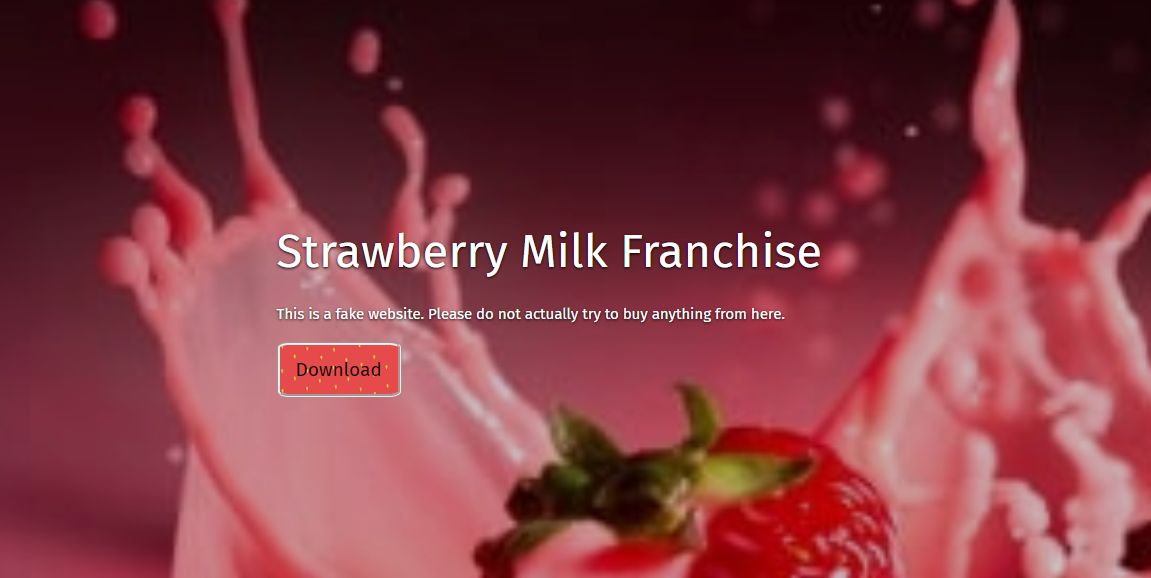 Strawberry Milk Franchise
This is a fake website. Please do not actually try to buy anything from here.
Download